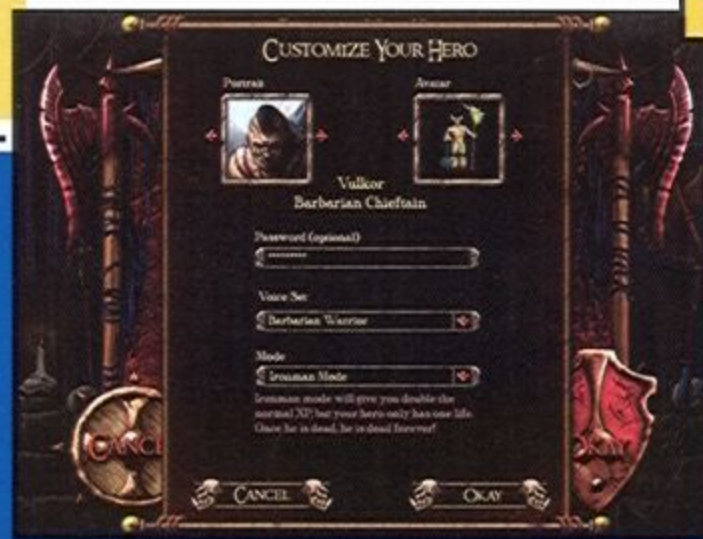 CUSTOMIZE YOUR HERO
Portrait
Avatar
Vulkor
Barbarian Chieftain
Password (optional)
*********
Voice Set
Barbarian Warrior
Mode
Ironman Mode
Ironman mode will give you double the
normal XP, but your hero only has one life.
Once he is dead, he is dead forever!
CANCEL
OKAY
CANCEL
OKAY